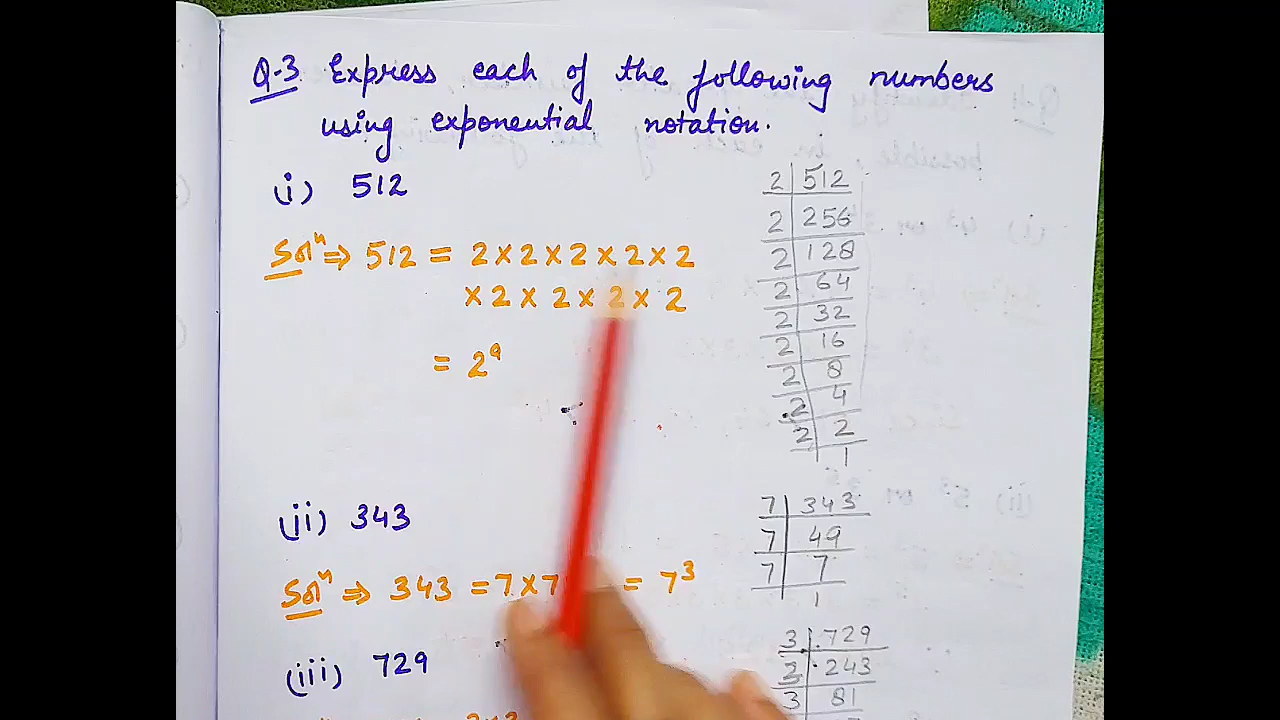 Q-3 Express each of the following numbers
using exponential notation.
(i) 512
Solⁿ ⇒ 512 = 2×2×2×2×2
×2×2×2×2
= 2⁹
2 | 512
2 | 256
2 | 128
2 | 64
2 | 32
2 | 16
2 | 8
2 | 4
2 | 2
| 1
(ii) 343
Solⁿ ⇒ 343 = 7×7 = 7³
7 | 343
7 | 49
7 | 7
| 1
(iii) 729
3 | 729
3 | 243
3 | 81